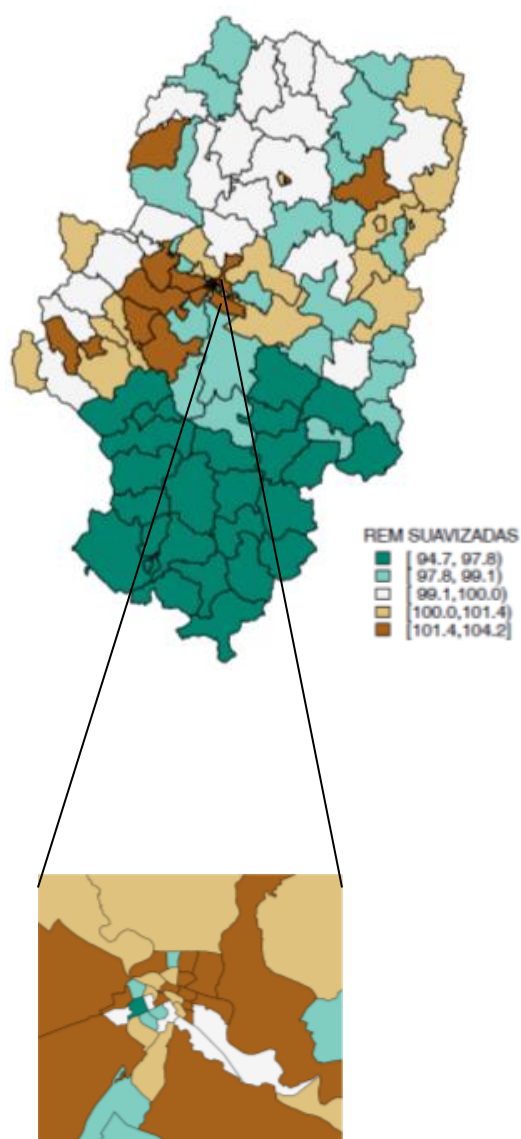 REM SUAVIZADAS
[ 94.7, 97.8)
[ 97.8, 99.1)
[ 99.1,100.0)
[100.0,101.4)
[101.4,104.2]